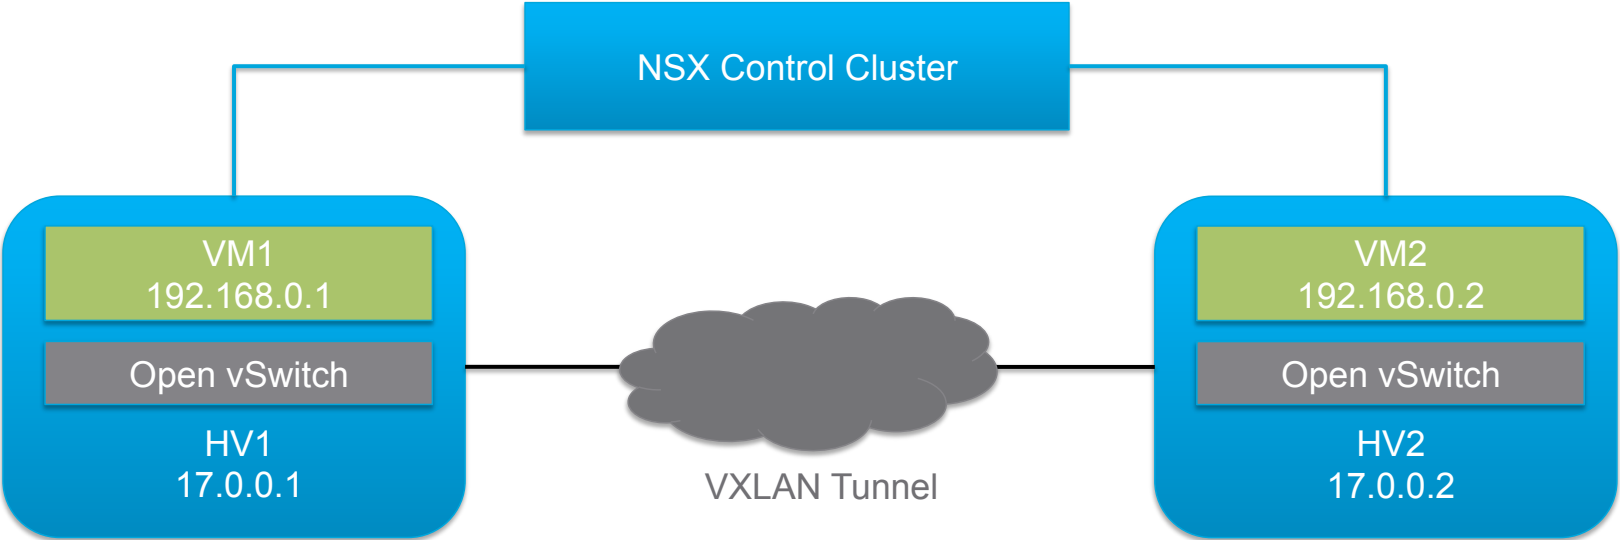 NSX Control Cluster
VM1
192.168.0.1
Open vSwitch
HV1
17.0.0.1
VXLAN Tunnel
VM2
192.168.0.2
Open vSwitch
HV2
17.0.0.2